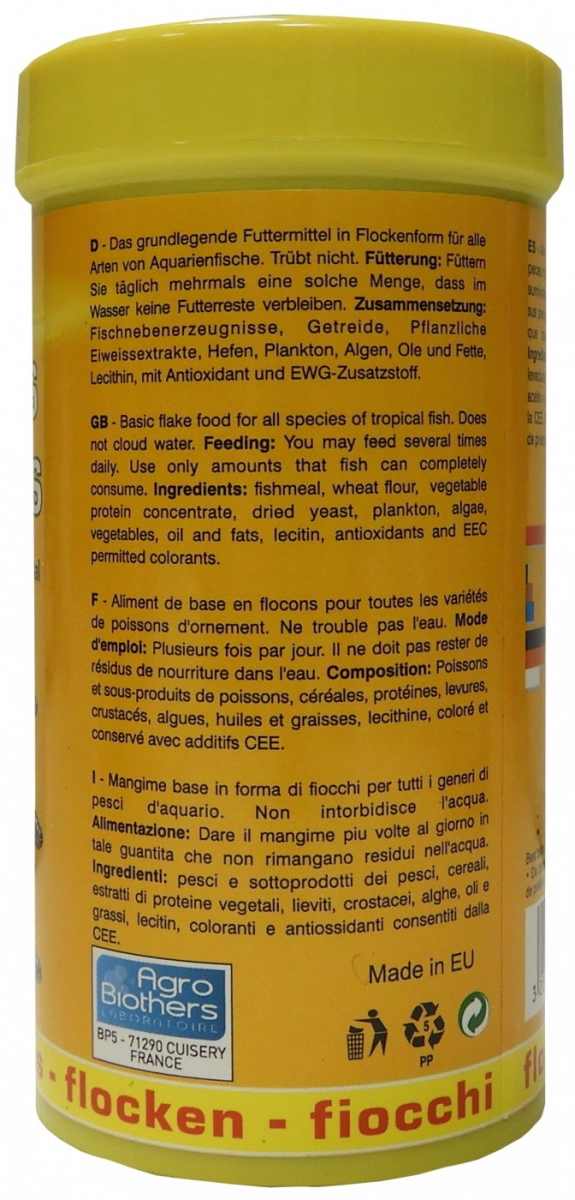 D - Das grundlegende Futtermittel in Flockenform für alle
Arten von Aquarienfische. Trübt nicht. Fütterung: Füttern
Sie täglich mehrmals eine solche Menge, dass im
Wasser keine Futterreste verbleiben. Zusammensetzung:
Fischnebenerzeugnisse, Getreide, Pflanzliche
Eiweissextrakte, Hefen, Plankton, Algen, Ole und Fette,
Lecithin, mit Antioxidant und EWG-Zusatzstoff.
GB - Basic flake food for all species of tropical fish. Does
not cloud water. Feeding: You may feed several times
daily. Use only amounts that fish can completely
consume. Ingredients: fishmeal, wheat flour, vegetable
protein concentrate, dried yeast, plankton, algae,
vegetables, oil and fats, lecitin, antioxidants and EEC
permitted colorants.
F - Aliment de base en flocons pour toutes les variétés
de poissons d'ornement. Ne trouble pas l'eau. Mode
d'emploi: Plusieurs fois par jour. Il ne doit pas rester de
résidus de nourriture dans l'eau. Composition: Poissons
et sous-produits de poissons, céréales, protéines, levures,
crustacés, algues, huiles et graisses, lecithine, coloré et
conservé avec additifs CEE.
I - Mangime base in forma di fiocchi per tutti i generi di
pesci d'aquario. Non intorbidisce l'acqua.
Alimentazione: Dare il mangime piu volte al giorno in
tale guantita che non rimangano residui nell'acqua.
Ingredienti: pesci e sottoprodotti dei pesci, cereali,
estratti di proteine vegetali, lieviti, crostacei, alghe, oli e
grassi, lecitin, coloranti e antiossidanti consentiti dalla
CEE.
Agro
Biothers
LABORATOIRE
BP5 - 71290 CUISERY
FRANCE
Made in EU
5
PP
s - flocken - fiocchi
ES